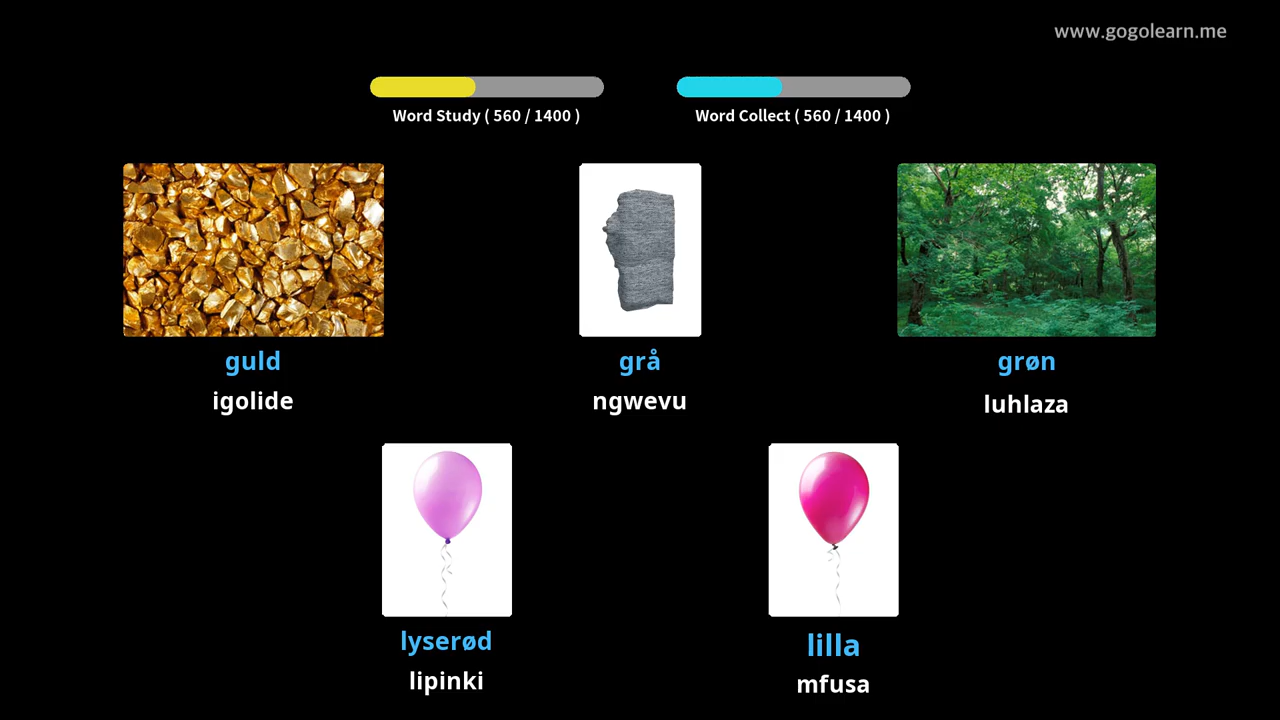 www.gogolearn.me
Word Study ( 560 / 1400 )
Word Collect ( 560 / 1400 )
guld
grå
grøn
igolide
ngwevu
luhlaza
lyserød
lilla
lipinki
mfusa